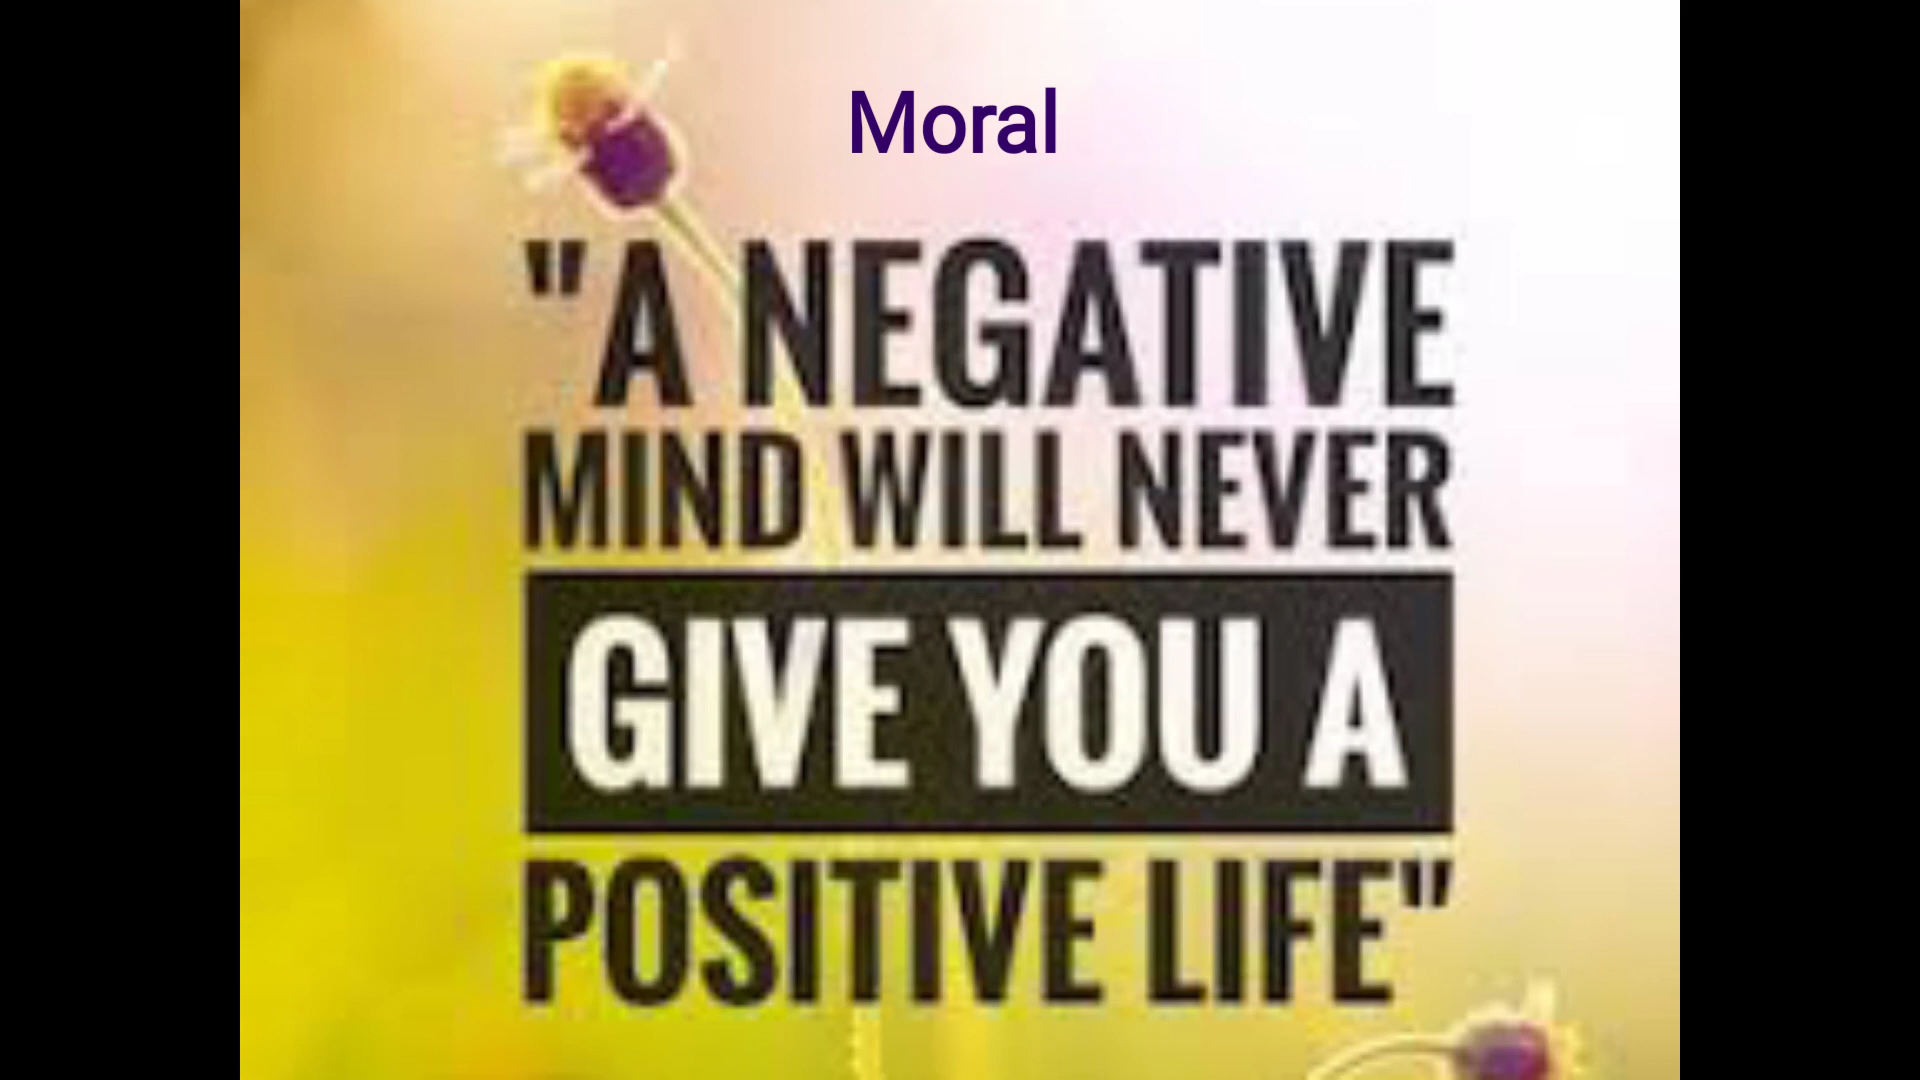 Moral
"A NEGATIVE
MIND WILL NEVER
GIVE YOU A
POSITIVE LIFE"